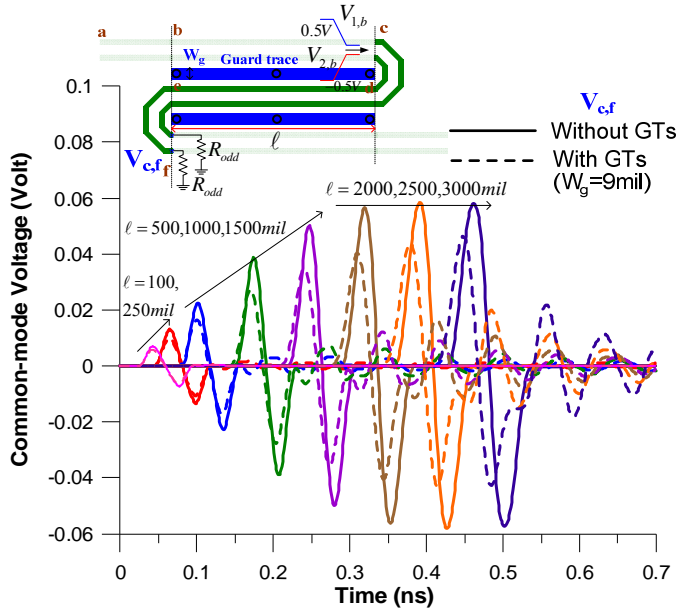 a
b
c
0.5V
V1,b
Wg
Guard trace
V2,b
e
d
−0.5V
ℓ
Vc,f
f
Rodd
Rodd
Vc,f
Without GTs
With GTs
(Wg=9mil)
ℓ = 2000,2500,3000mil
ℓ = 500,1000,1500mil
ℓ = 100,
250mil
Common-mode Voltage (Volt)
0.1
0.08
0.06
0.04
0.02
0
-0.02
-0.04
-0.06
0 0.1 0.2 0.3 0.4 0.5 0.6 0.7
Time (ns)